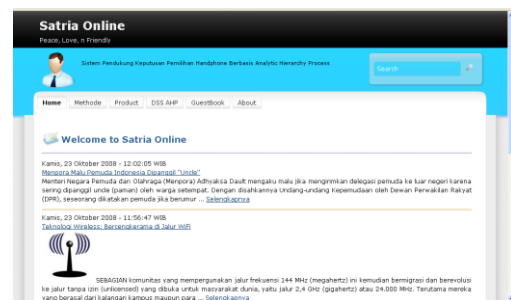 Satria Online
Peace, Love, n Friendly
Sistem Pendukung Keputusan Pemilihan Handphone Berbasis Analytic Hierarchy Process
Search
Home Methode Product DSS AHP Guestbook About
Welcome to Satria Online
Kamis, 23 Oktober 2008 - 12:02:05 WIB
Menpora Malu Pemuda Indonesia Dipanggil "Uncle"
Menteri Negara Pemuda dan Olahraga (Menpora) Adhyaksa Dault mengaku malu jika mengirimkan delegasi pemuda ke luar negeri karena
sering dipanggil uncle (paman) oleh warga setempat. Dengan disahkannya Undang-undang Kepemudaan oleh Dewan Perwakilan Rakyat
(DPR), seseorang dikatakan pemuda jika berumur ... Selengkapnya
Kamis, 23 Oktober 2008 - 11:56:47 WIB
Teknologi Wireless: Bercengkerama di Jalur WiFi
SEBAGIAN komunitas yang mempergunakan jalur frekuensi 144 MHz (megahertz) ini kemudian bermigrasi dan berevolusi
ke jalur tanpa izin (unlicensed) yang dibuka untuk masyarakat dunia, yaitu jalur 2,4 GHz (gigahertz) atau 24.000 MHz. Terutama mereka
yang berasal dari kalangan kampus maupun para ... Selengkapnya